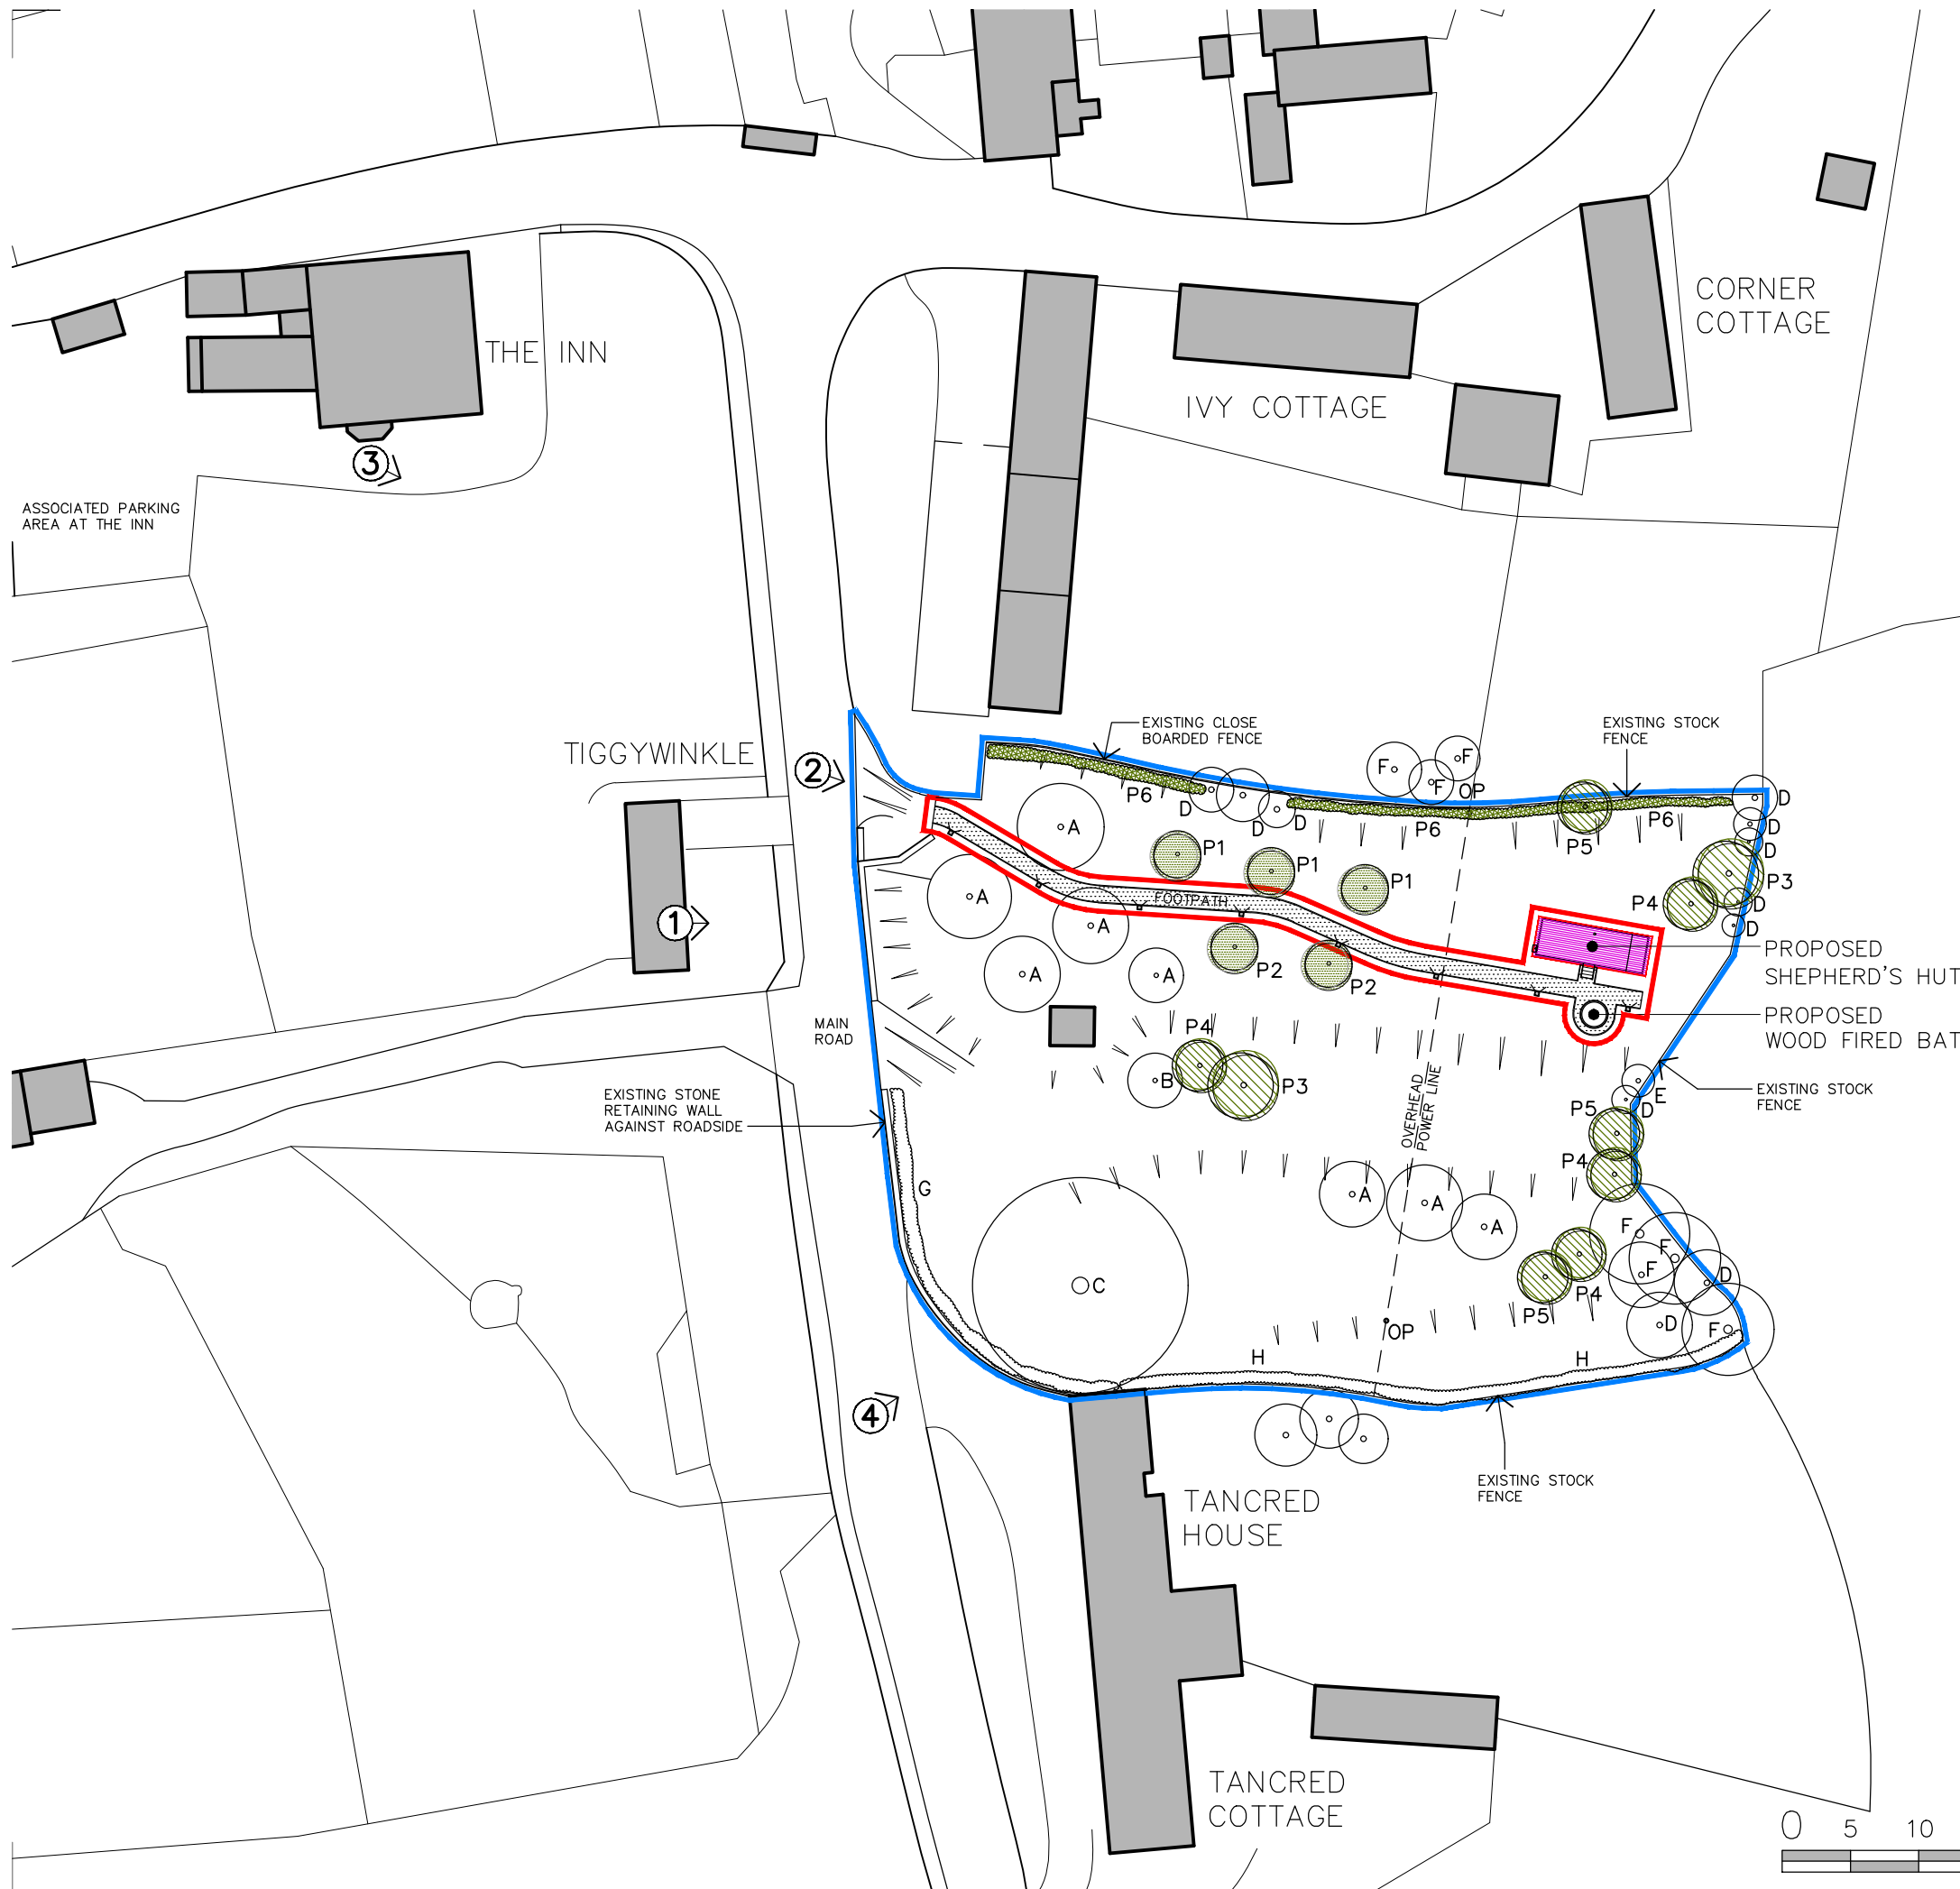 CORNER
COTTAGE
THE INN
IVY COTTAGE
3
ASSOCIATED PARKING
AREA AT THE INN
EXISTING CLOSE
BOARDED FENCE
EXISTING STOCK
FENCE
TIGGYWINKLE
2
F
F
F
OP
P6
D
D
D
P6
P5
P6
D
D
D
A
P1
P1
P1
P3
P4
D
D
A
FOOTPATH
A
1
A
A
P2
P2
PROPOSED
SHEPHERD'S HUT
PROPOSED
WOOD FIRED BAT
MAIN
ROAD
P4
B
P3
OVERHEAD
POWER LINE
E
D
EXISTING STOCK
FENCE
EXISTING STONE
RETAINING WALL
AGAINST ROADSIDE
P5
P4
G
A
A
A
F
F
F
D
C
P4
P5
D
F
OP
H
H
4
EXISTING STOCK
FENCE
TANCRED
HOUSE
TANCRED
COTTAGE
0 5 10